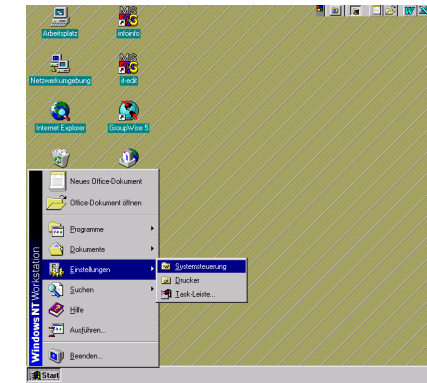 Arbeitsplatz
infoinfo
Netzwerkumgebung
it-edit
Internet Explorer
GroupWise 5
Neues Office-Dokument
Office-Dokument öffnen
Programme
Dokumente
Einstellungen
Systemsteuerung
Drucker
Task-Leiste...
Suchen
Hilfe
Ausführen...
Beenden...
Windows NT Workstation
Start